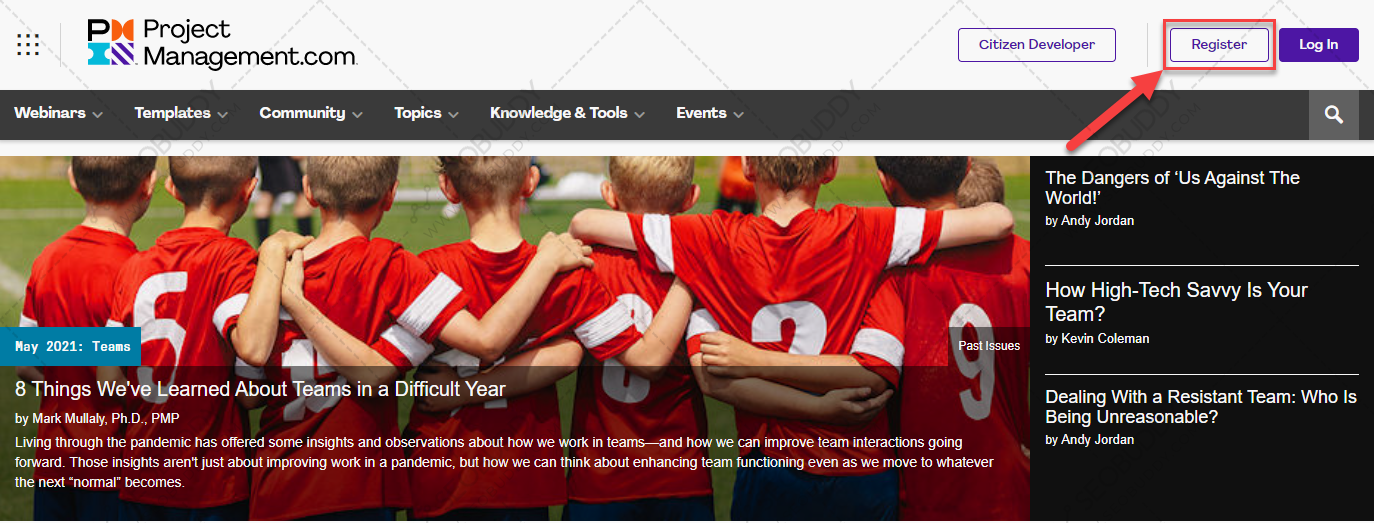 Project
Management.com
Citizen Developer
Register
Log In
Webinars
Templates
Community
Topics
Knowledge & Tools
Events
6
2
9
May 2021: Teams
Past Issues
8 Things We've Learned About Teams in a Difficult Year
by Mark Mullaly, Ph.D., PMP
Living through the pandemic has offered some insights and observations about how we work in teams—and how we can improve team interactions going
forward. Those insights aren't just about improving work in a pandemic, but how we can think about enhancing team functioning even as we move to whatever
the next “normal” becomes.
The Dangers of ‘Us Against The
World!’
by Andy Jordan
How High-Tech Savvy Is Your
Team?
by Kevin Coleman
Dealing With a Resistant Team: Who Is
Being Unreasonable?
by Andy Jordan